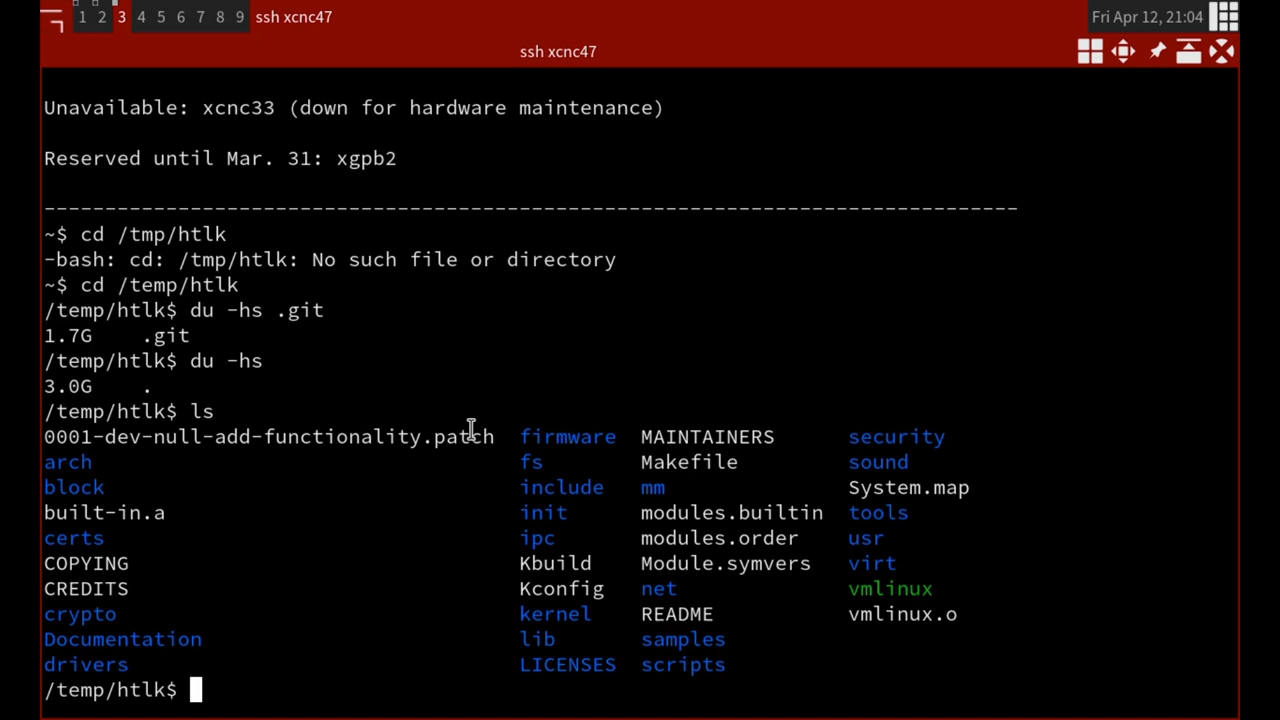 1 2 3 4 5 6 7 8 9 ssh xcnc47 Fri Apr 12, 21:04
ssh xcnc47
Unavailable: xcnc33 (down for hardware maintenance)
Reserved until Mar. 31: xgpb2
--------------------------------------------------------------------------------
~$ cd /tmp/htlk
-bash: cd: /tmp/htlk: No such file or directory
~$ cd /temp/htlk
/temp/htlk$ du -hs .git
1.7G    .git
/temp/htlk$ du -hs
3.0G    .
/temp/htlk$ ls
0001-dev-null-add-functionality.patch  firmware  MAINTAINERS      security
arch                                   fs        Makefile         sound
block                                  include   mm               System.map
built-in.a                             init      modules.builtin  tools
certs                                  ipc       modules.order    usr
COPYING                                Kbuild    Module.symvers   virt
CREDITS                                Kconfig   net              vmlinux
crypto                                 kernel    README           vmlinux.o
Documentation                          lib       samples
drivers                                LICENSES  scripts
/temp/htlk$